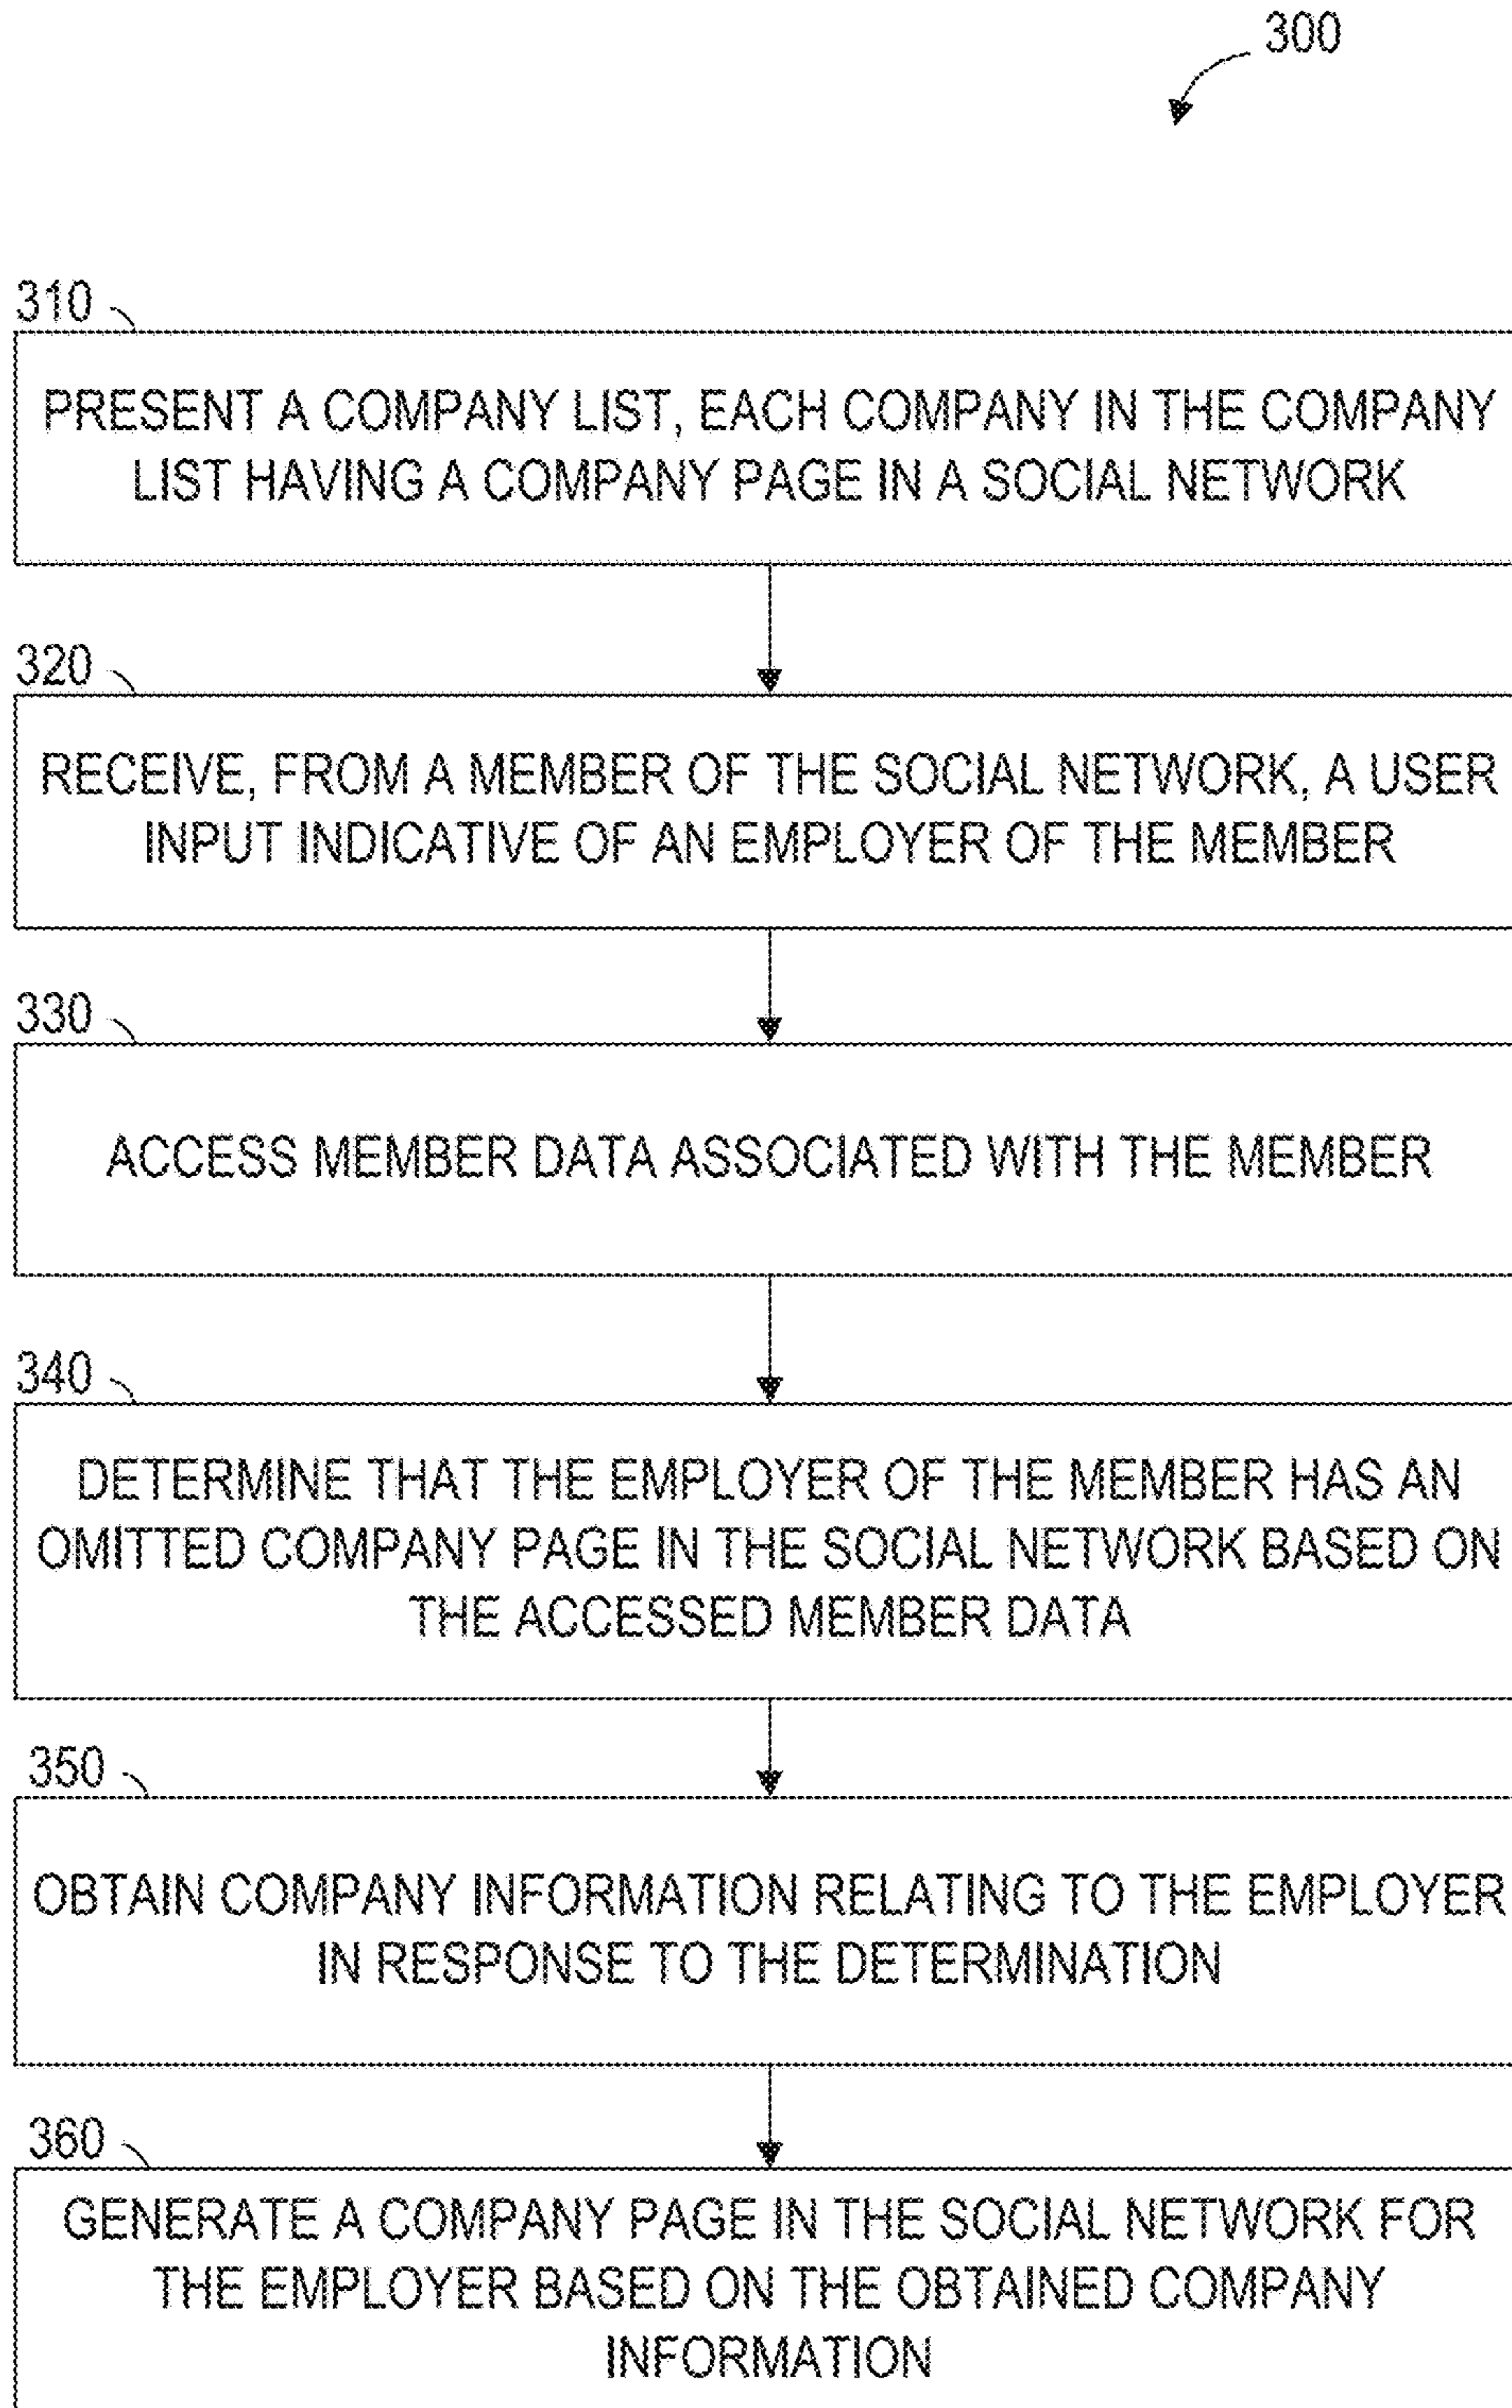 300
310
PRESENT A COMPANY LIST, EACH COMPANY IN THE COMPANY
LIST HAVING A COMPANY PAGE IN A SOCIAL NETWORK
320
RECEIVE, FROM A MEMBER OF THE SOCIAL NETWORK, A USER
INPUT INDICATIVE OF AN EMPLOYER OF THE MEMBER
330
ACCESS MEMBER DATA ASSOCIATED WITH THE MEMBER
340
DETERMINE THAT THE EMPLOYER OF THE MEMBER HAS AN
OMITTED COMPANY PAGE IN THE SOCIAL NETWORK BASED ON
THE ACCESSED MEMBER DATA
350
OBTAIN COMPANY INFORMATION RELATING TO THE EMPLOYER
IN RESPONSE TO THE DETERMINATION
360
GENERATE A COMPANY PAGE IN THE SOCIAL NETWORK FOR
THE EMPLOYER BASED ON THE OBTAINED COMPANY
INFORMATION